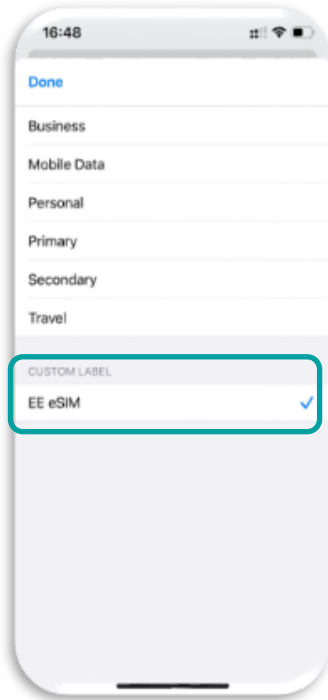 16:48
Done
Business
Mobile Data
Personal
Primary
Secondary
Travel
CUSTOM LABEL
EE eSIM